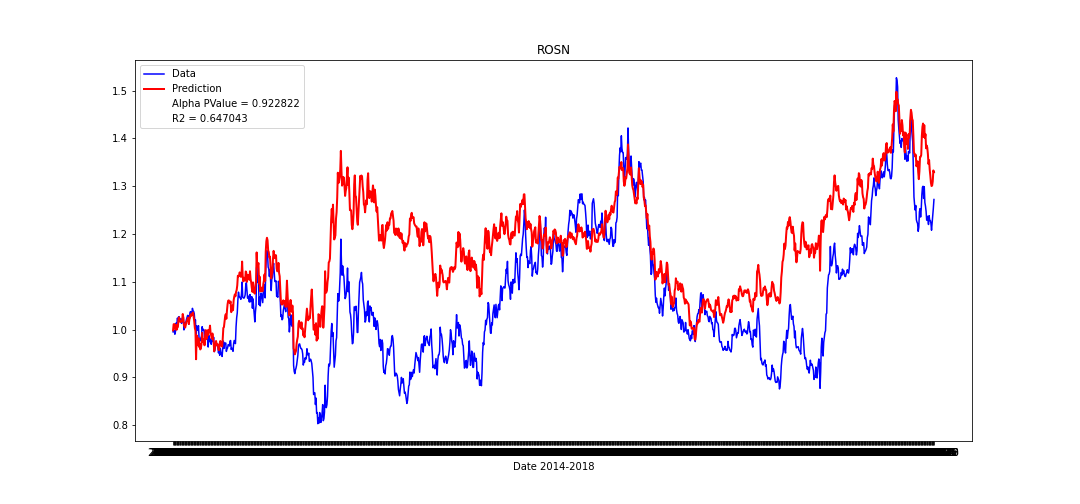 ROSN
Data
Prediction
Alpha PValue = 0.922822
R2 = 0.647043
1.5
1.4
1.3
1.2
1.1
1.0
0.9
0.8
Date 2014-2018